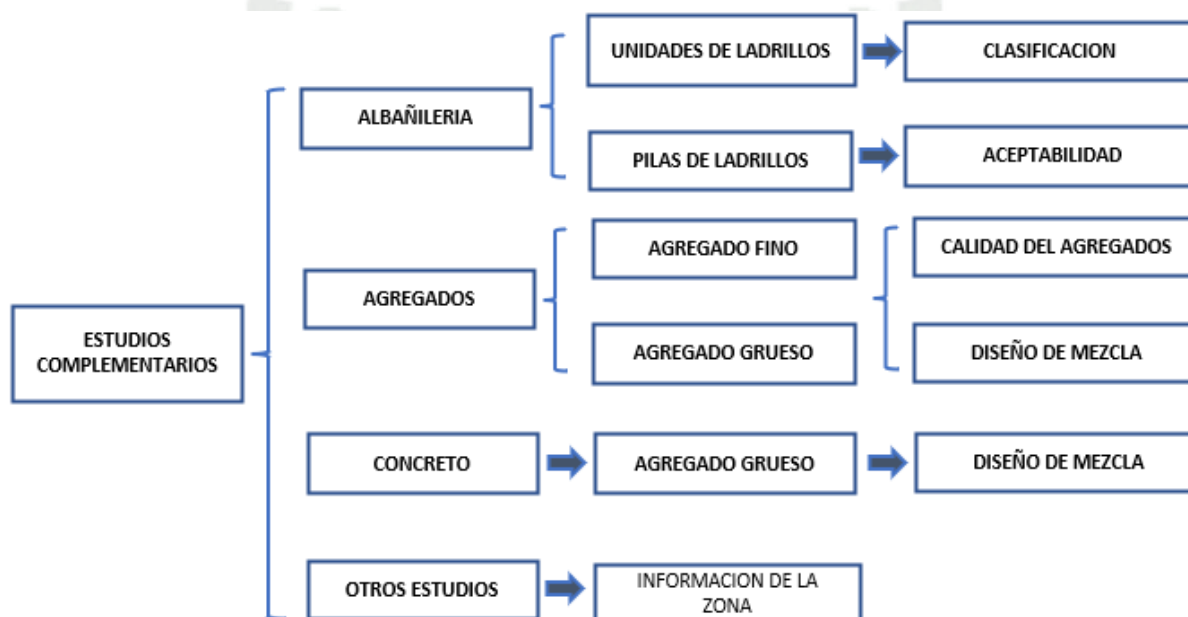 UNIDADES DE LADRILLOS
CLASIFICACION
ALBAÑILERIA
PILAS DE LADRILLOS
ACEPTABILIDAD
AGREGADO FINO
CALIDAD DEL AGREGADOS
AGREGADOS
ESTUDIOS
COMPLEMENTARIOS
AGREGADO GRUESO
DISEÑO DE MEZCLA
CONCRETO
AGREGADO GRUESO
DISEÑO DE MEZCLA
OTROS ESTUDIOS
INFORMACION DE LA
ZONA